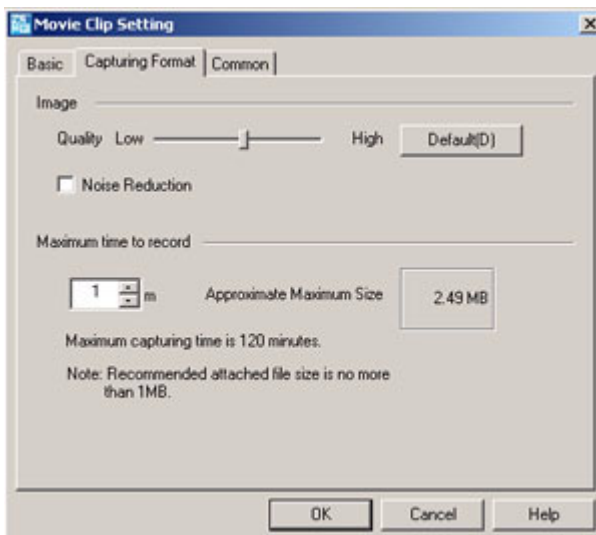 Movie Clip Setting
Basic
Capturing Format
Common
Image
Quality Low High Default(D)
Noise Reduction
Maximum time to record
1 m Approximate Maximum Size 2.49 MB
Maximum capturing time is 120 minutes.
Note: Recommended attached file size is no more
than 1MB.
OK Cancel Help